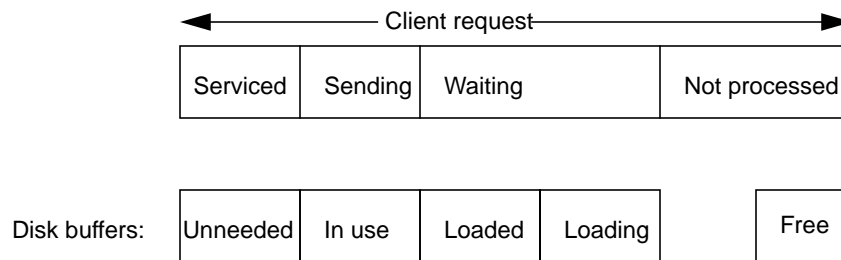 Client request
Serviced Sending Waiting Not processed
Disk buffers: Unneeded In use Loaded Loading Free